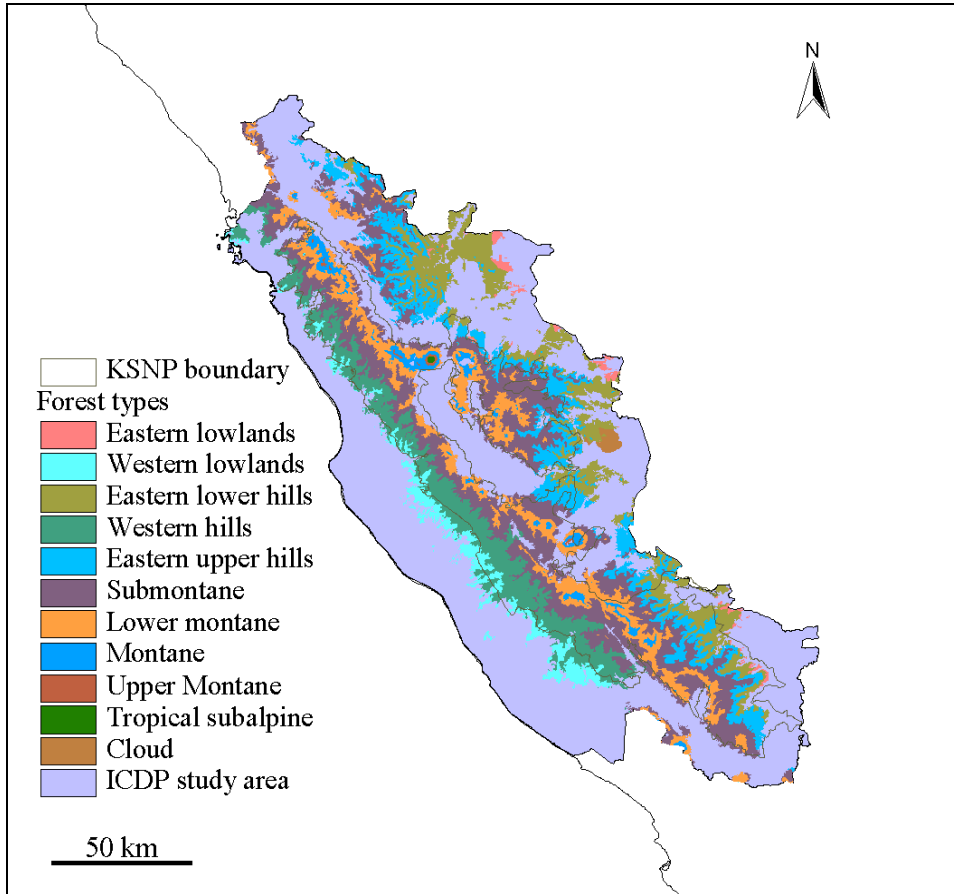 N
KSNP boundary
Forest types
Eastern lowlands
Western lowlands
Eastern lower hills
Western hills
Eastern upper hills
Submontane
Lower montane
Montane
Upper Montane
Tropical subalpine
Cloud
ICDP study area
50 km